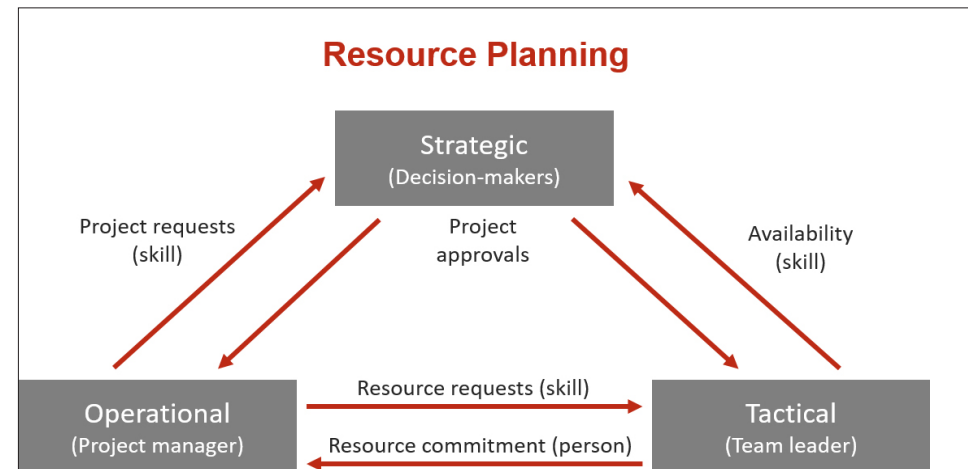 Resource Planning
Strategic
(Decision-makers)
Project requests
(skill)
Project
approvals
Availability
(skill)
Operational
(Project manager)
Resource requests (skill)
Resource commitment (person)
Tactical
(Team leader)